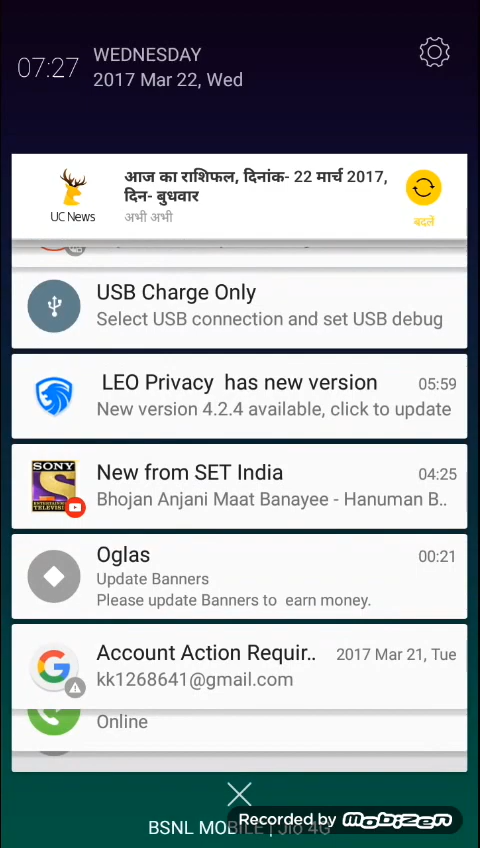 07:27
WEDNESDAY
2017 Mar 22, Wed
UC News
आज का राशिफल, दिनांक- 22 मार्च 2017,
दिन- बुधवार
अभी अभी
बदले
USB Charge Only
Select USB connection and set USB debug
LEO Privacy has new version
05:59
New version 4.2.4 available, click to update
SONY
S
ENTERTAINMENT
TELEVISI
New from SET India
04:25
Bhojan Anjani Maat Banayee - Hanuman B..
Oglas
00:21
Update Banners
Please update Banners to earn money.
Account Action Requir..
2017 Mar 21, Tue
kk1268641@gmail.com
Online
BSNL MOBILE | Jio 4G
Recorded by Mobizen